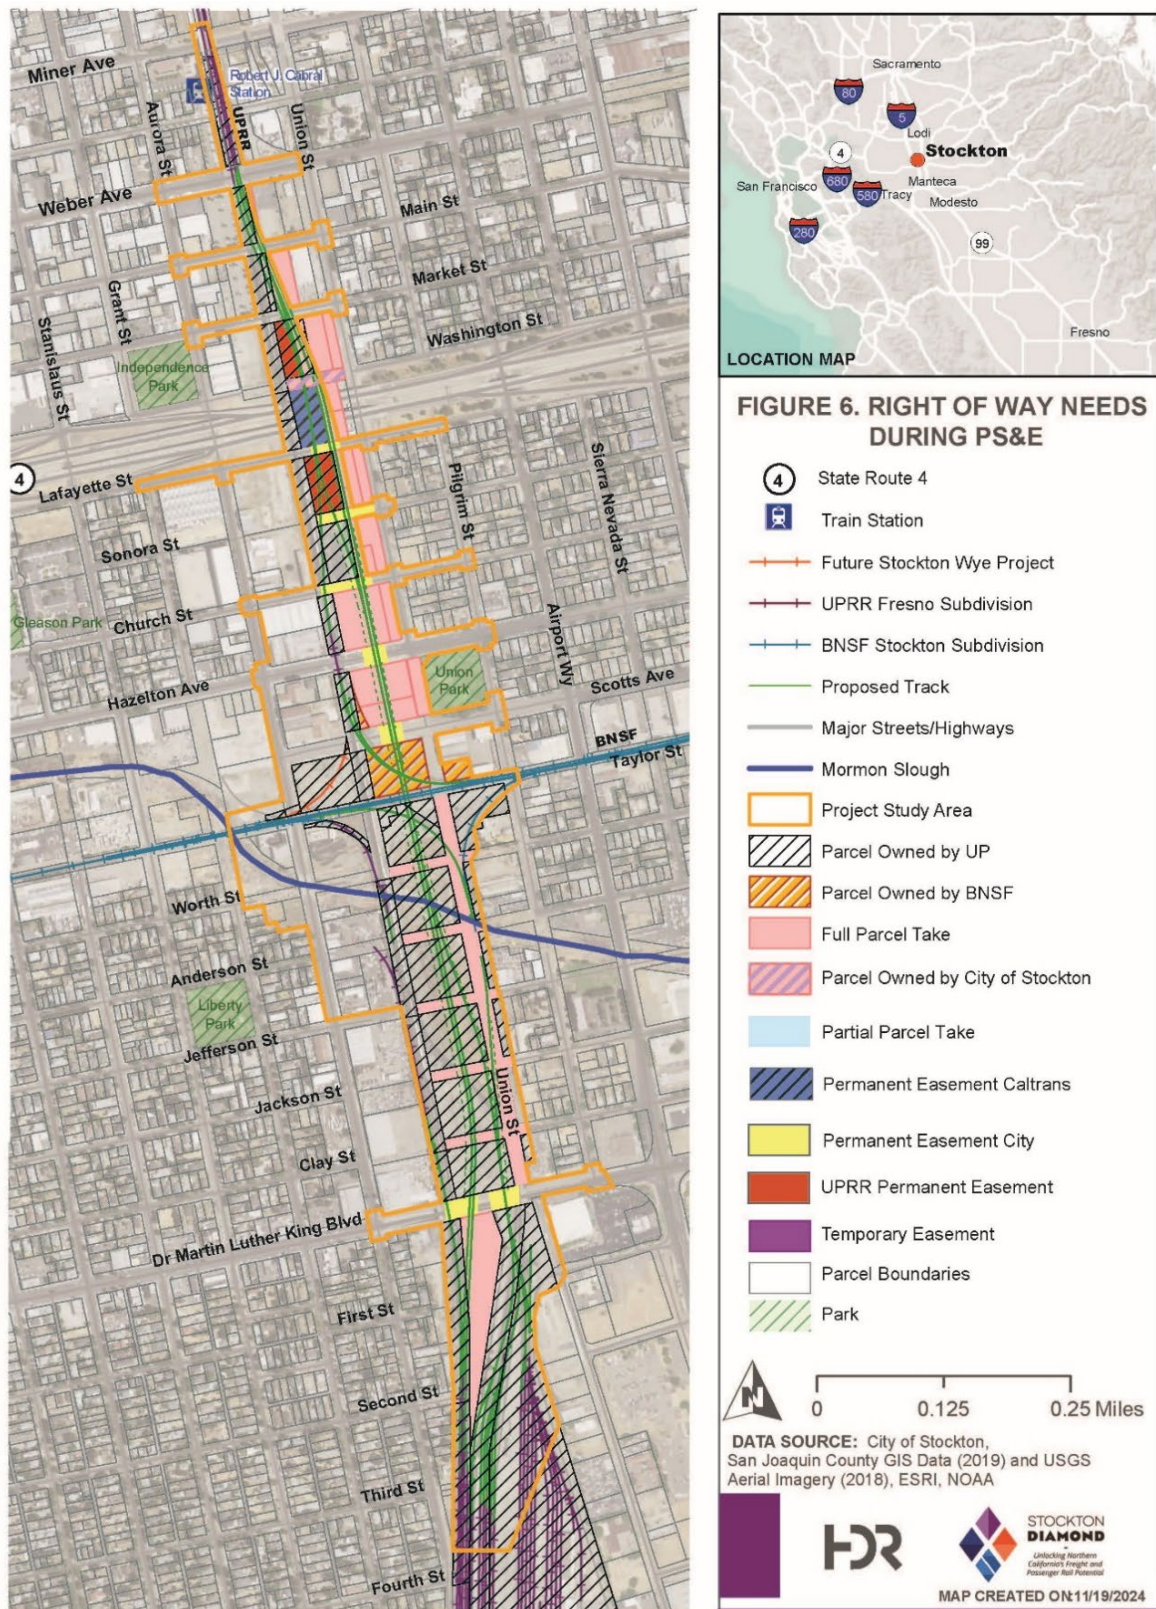 Miner Ave
Robert J. Cabral
Station
Aurora St
UPRR
Union St
Weber Ave
Main St
Market St
Grant St
Washington St
Stanislaus St
Independence
Park
4
Lafayette St
Pilgrim St
Sierra Nevada St
Sonora St
Church St
Gleason Park
Airport Wy
Union
Park
Hazelton Ave
Scotts Ave
BNSF
Taylor St
Worth St
Anderson St
Liberty
Park
Jefferson St
Jackson St
Union St
Clay St
Dr Martin Luther King Blvd
First St
Second St
Third St
Fourth St
Sacramento
80
5
Lodi
4
Stockton
San Francisco
680
580
Tracy
Manteca
Modesto
280
99
Fresno
LOCATION MAP
FIGURE 6. RIGHT OF WAY NEEDS
DURING PS&E
4 State Route 4
Train Station
Future Stockton Wye Project
UPRR Fresno Subdivision
BNSF Stockton Subdivision
Proposed Track
Major Streets/Highways
Mormon Slough
Project Study Area
Parcel Owned by UP
Parcel Owned by BNSF
Full Parcel Take
Parcel Owned by City of Stockton
Partial Parcel Take
Permanent Easement Caltrans
Permanent Easement City
UPRR Permanent Easement
Temporary Easement
Parcel Boundaries
Park
N
0 0.125 0.25 Miles
DATA SOURCE: City of Stockton,
San Joaquin County GIS Data (2019) and USGS
Aerial Imagery (2018), ESRI, NOAA
HDR
STOCKTON
DIAMOND
Unlocking Northern
California's Freight and
Passenger Rail Potential
MAP CREATED ON:11/19/2024